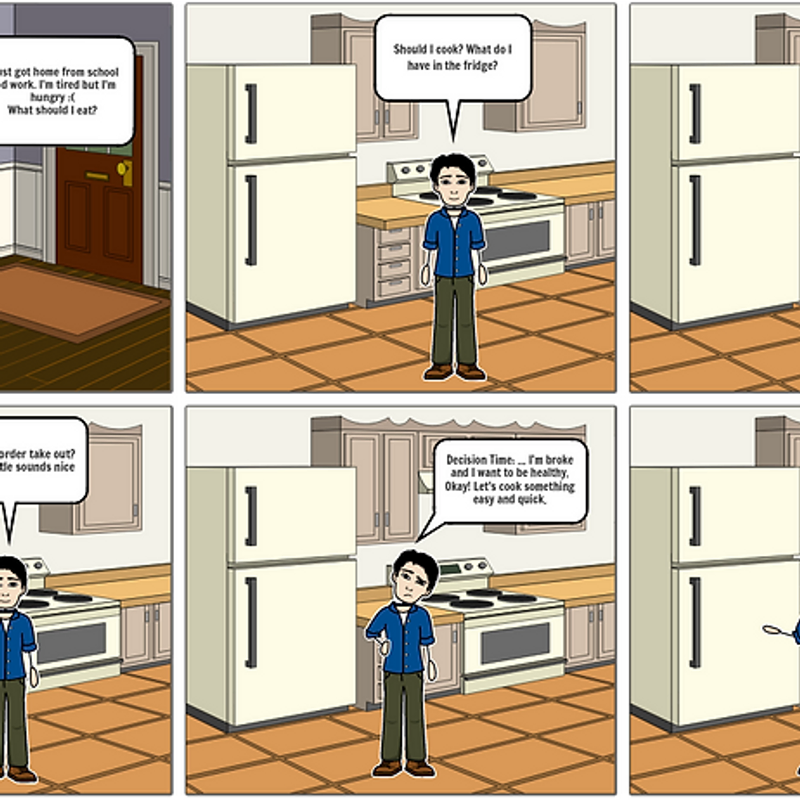 ust got home from school
d work. I'm tired but I'm
hungry :(
What should I eat?
Should I cook? What do I
have in the fridge?
order take out?
tle sounds nice
Decision Time: ... I'm broke
and I want to be healthy.
Okay! Let's cook something
easy and quick.